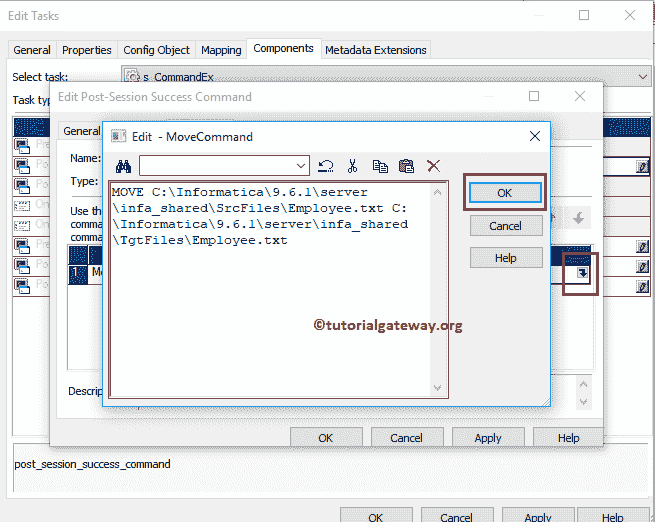 Edit Tasks
General Properties Config Object Mapping Components Metadata Extensions
Select task: s_CommandEx
Task typ
Edit Post-Session Success Command
General
Name:
Type:
Use the
comma
comma
1 Mo
Descrip
Edit - MoveCommand
MOVE C:\Informatica\9.6.1\server
\infa_shared\SrcFiles\Employee.txt C:
\Informatica\9.6.1\server\infa_shared
\TgtFiles\Employee.txt
OK
Cancel
Help
©tutorialgateway.org
OK Cancel Apply Help
post_session_success_command
OK Cancel Apply Help